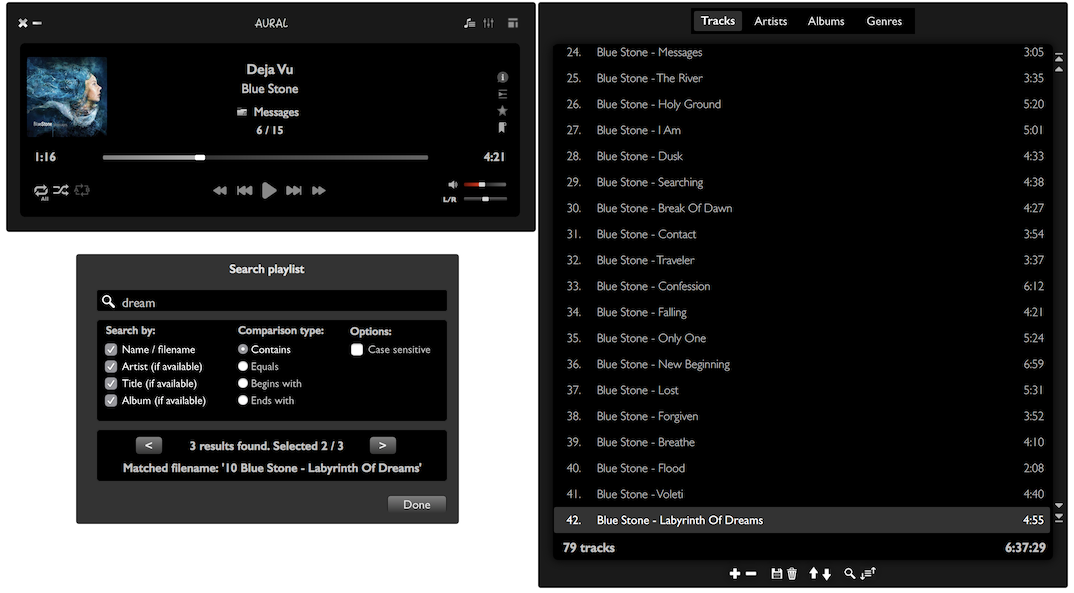 AURAL
BlueStone
Deja Vu
Blue Stone
Messages
6 / 15
1:16
4:21
All
L/R
Search playlist
dream
Search by:
Name / filename
Artist (if available)
Title (if available)
Album (if available)
Comparison type:
Contains
Equals
Begins with
Ends with
Options:
Case sensitive
< 3 results found. Selected 2 / 3 >
Matched filename: '10 Blue Stone - Labyrinth Of Dreams'
Done
Tracks Artists Albums Genres
24. Blue Stone - Messages 3:05
25. Blue Stone - The River 3:35
26. Blue Stone - Holy Ground 5:20
27. Blue Stone - I Am 5:01
28. Blue Stone - Dusk 4:33
29. Blue Stone - Searching 4:38
30. Blue Stone - Break Of Dawn 4:27
31. Blue Stone - Contact 3:54
32. Blue Stone - Traveler 3:37
33. Blue Stone - Confession 6:12
34. Blue Stone - Falling 4:21
35. Blue Stone - Only One 5:24
36. Blue Stone - New Beginning 6:59
37. Blue Stone - Lost 5:31
38. Blue Stone - Forgiven 3:52
39. Blue Stone - Breathe 4:10
40. Blue Stone - Flood 2:08
41. Blue Stone - Voleti 4:40
42. Blue Stone - Labyrinth Of Dreams 4:55
79 tracks 6:37:29